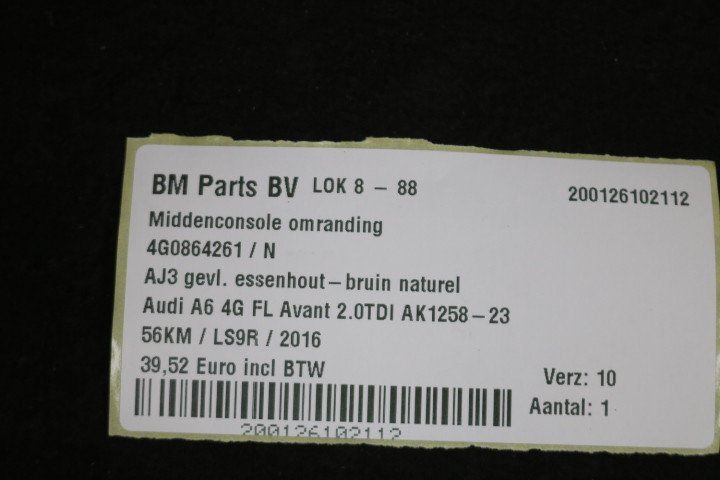 BM Parts BV LOK 8 – 88 200126102112
Middenconsole omranding
4G0864261 / N
AJ3 gevl. essenhout – bruin naturel
Audi A6 4G FL Avant 2.0TDI AK1258 – 23
56KM / LS9R / 2016
39,52 Euro incl BTW
Verz: 10
Aantal: 1
200126102112